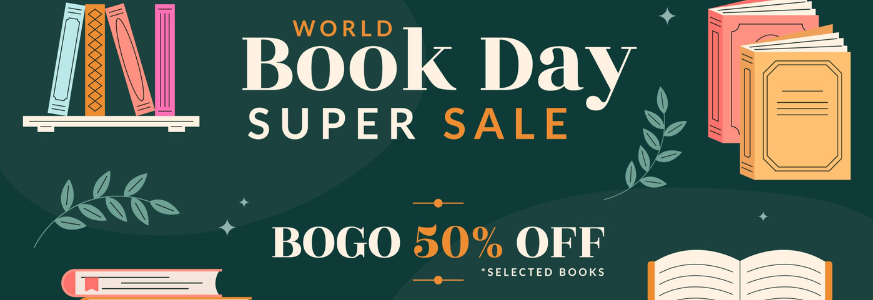 WORLD
Book Day
SUPER SALE
BOGO 50% OFF
*SELECTED BOOKS